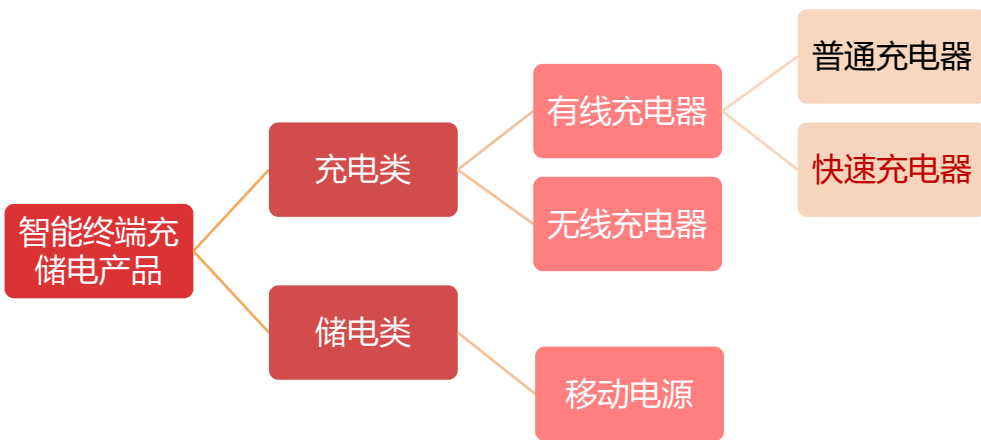 普通充电器
有线充电器
充电类
快速充电器
无线充电器
智能终端充
储电产品
储电类
移动电源